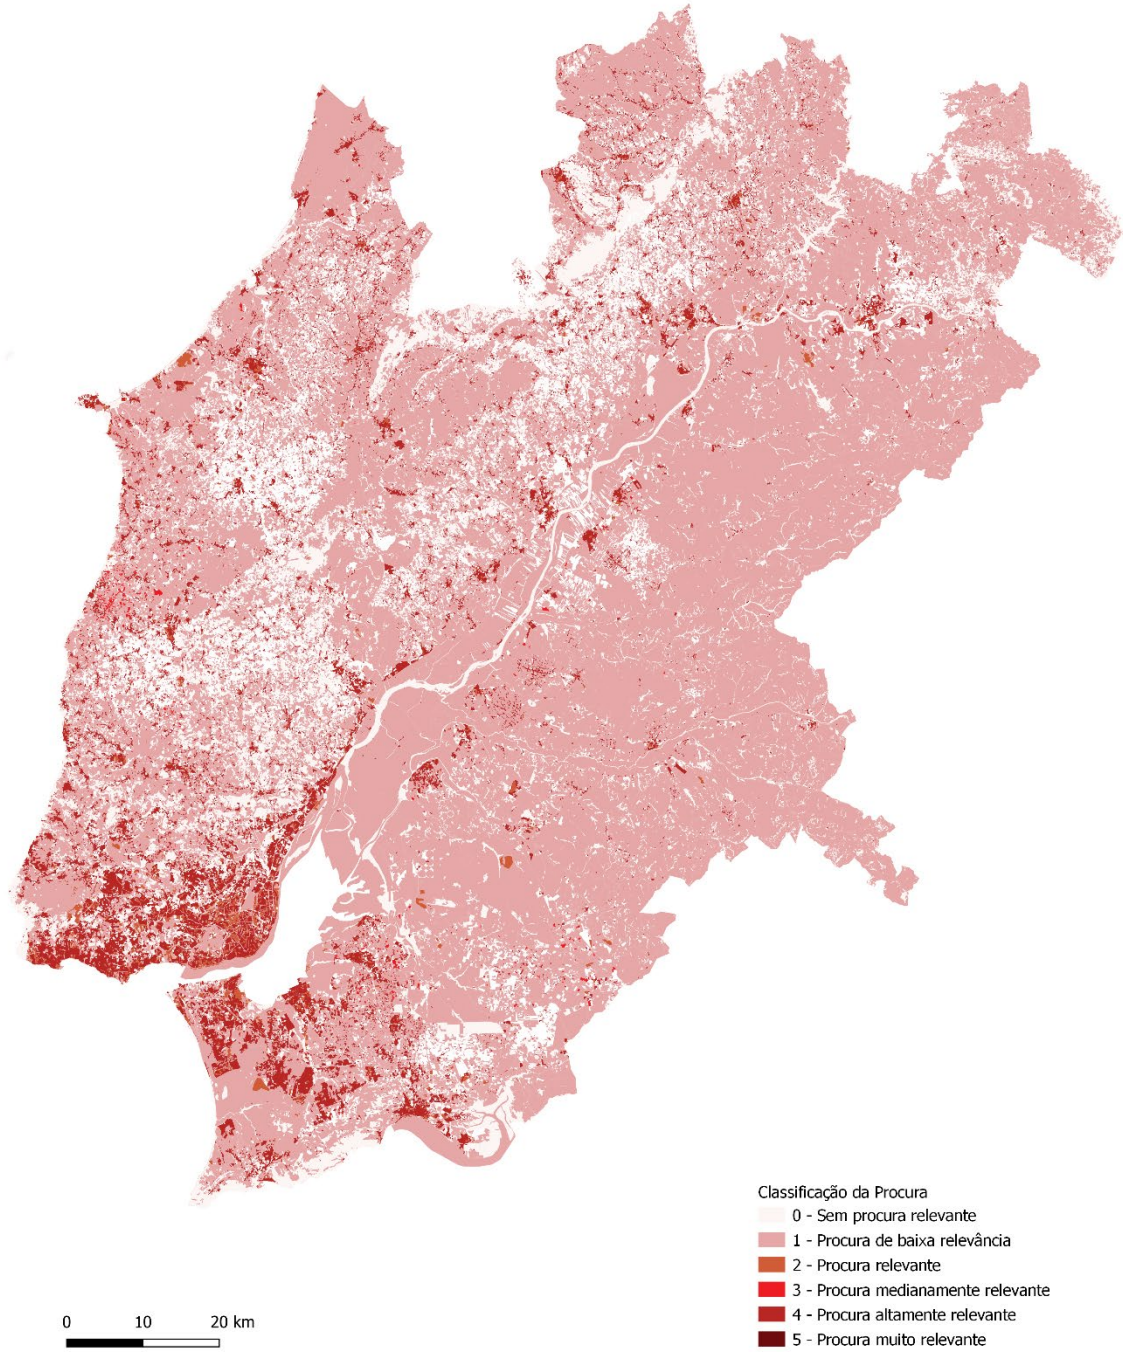 Classificação da Procura
0 - Sem procura relevante
1 - Procura de baixa relevância
2 - Procura relevante
3 - Procura medianamente relevante
4 - Procura altamente relevante
5 - Procura muito relevante
0 10 20 km